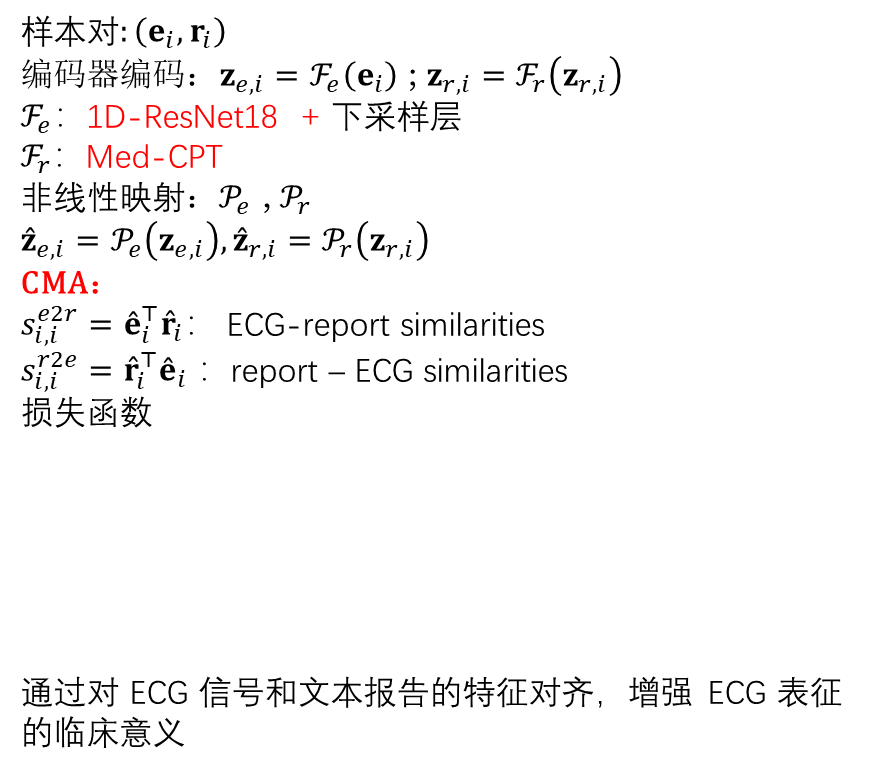 样本对: (𝐞ᵢ, 𝐫ᵢ)
编码器编码：𝐳_{e,i} = ℱ_e(𝐞_i) ; 𝐳_{r,i} = ℱ_r(𝐳_{r,i})
ℱ_e：1D-ResNet18 + 下采样层
ℱ_r：Med-CPT
非线性映射：𝒫_e , 𝒫_r
𝐳̂_{e,i} = 𝒫_e(𝐳_{e,i}), 𝐳̂_{r,i} = 𝒫_r(𝐳_{r,i})
CMA：
s_{i,i}^{e2r} = 𝐞̂_i^⊤ 𝐫̂_i： ECG-report similarities
s_{i,i}^{r2e} = 𝐫̂_i^⊤ 𝐞̂_i ：report – ECG similarities
损失函数
通过对 ECG 信号和文本报告的特征对齐，增强 ECG 表征
的临床意义